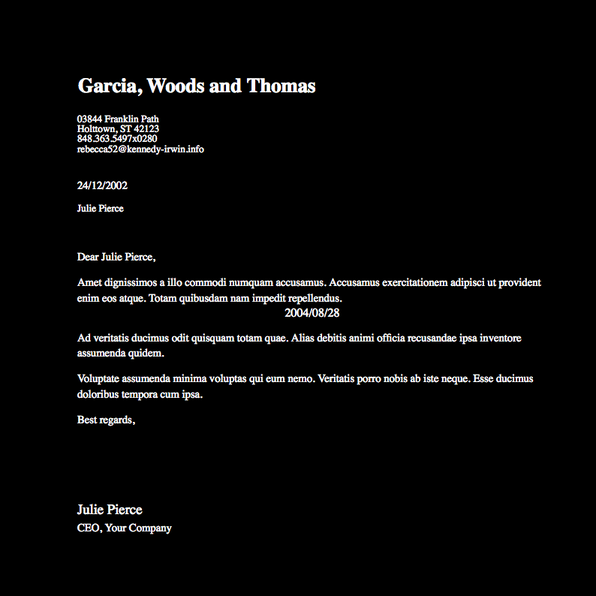 Garcia, Woods and Thomas
03844 Franklin Path
Holttown, ST 42123
848.363.5497x0280
rebecca52@kennedy-irwin.info
24/12/2002
Julie Pierce
Dear Julie Pierce,
Amet dignissimos a illo commodi numquam accusamus. Accusamus exercitationem adipisci ut provident
enim eos atque. Totam quibusdam nam impedit repellendus.
2004/08/28
Ad veritatis ducimus odit quisquam totam quae. Alias debitis animi officia recusandae ipsa inventore
assumenda quidem.
Voluptate assumenda minima voluptas qui eum nemo. Veritatis porro nobis ab iste neque. Esse ducimus
doloribus tempora cum ipsa.
Best regards,
Julie Pierce
CEO, Your Company